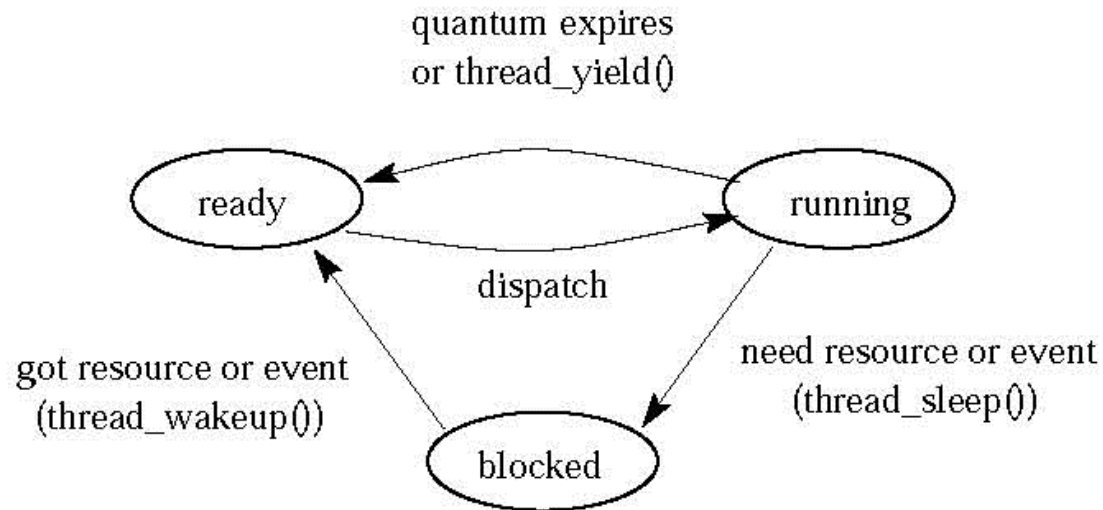 quantum expires
or thread_yield()
ready
running
dispatch
need resource or event
(thread_sleep())
got resource or event
(thread_wakeup())
blocked